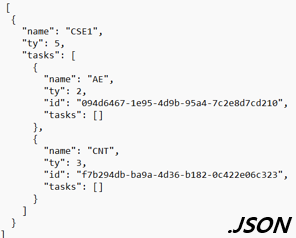 [
{
"name": "CSE1",
"ty": 5,
"tasks": [
{
"name": "AE",
"ty": 2,
"id": "094d6467-1e95-4d9b-95a4-7c2e8d7cd210",
"tasks": []
},
{
"name": "CNT",
"ty": 3,
"id": "f7b294db-ba9a-4d36-b182-0c422e06c323",
"tasks": []
}
]
}
]
.JSON